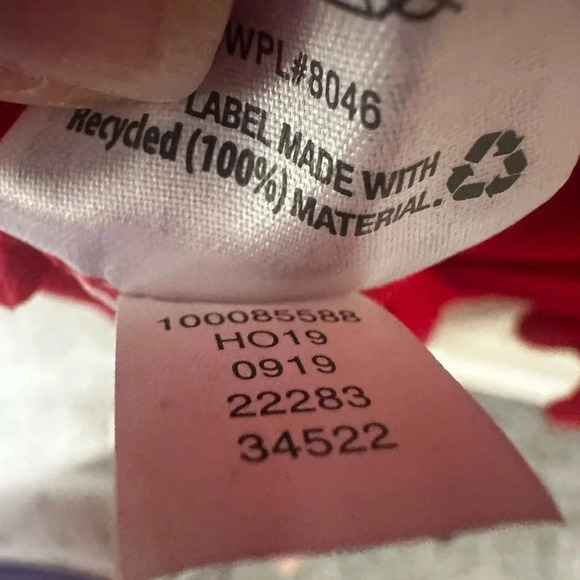 WPL#8046
LABEL MADE WITH
Recycled (100%) MATERIAL.
100085588
HO19
0919
22283
34522